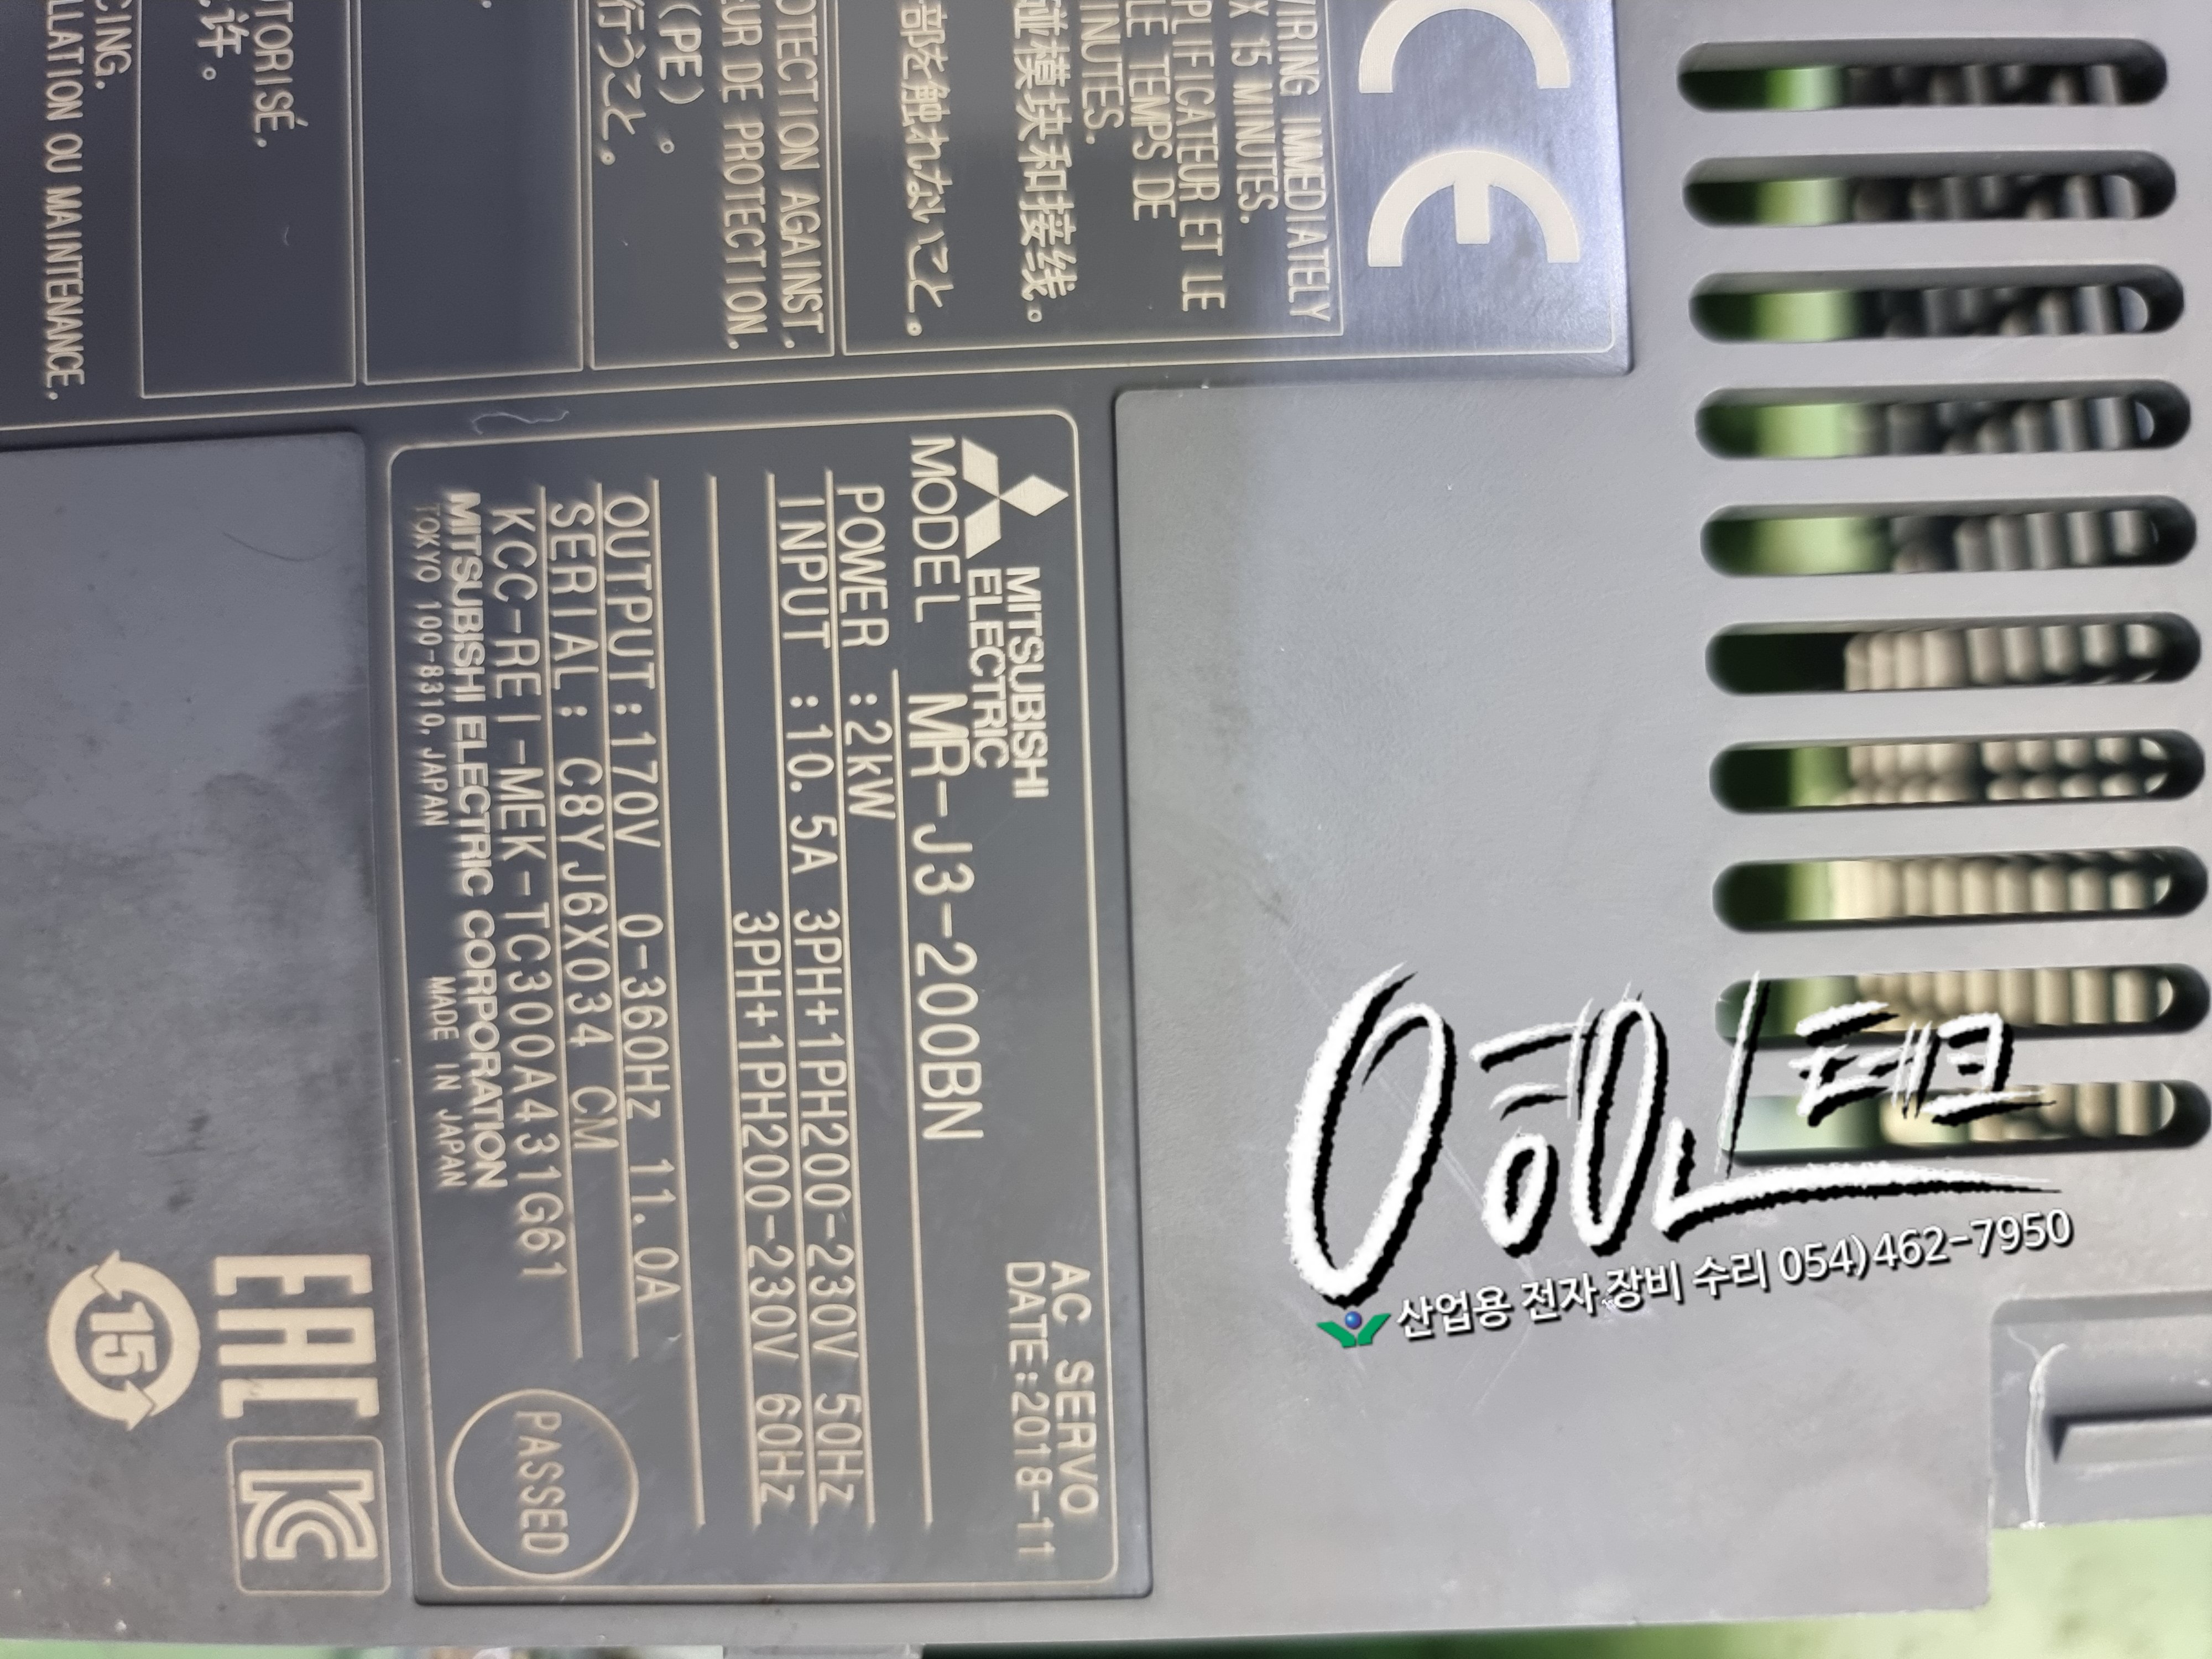 LLATION OU MAINTENANCE.
CING.
许。
TORISÉ.
行うこと。
(PE)。
UR DE PROTECTION.
OTECTION AGAINST.
部を触れないこと。
碰模块和接线。
INUTES.
LE TEMPS DE
PLIFICATEUR ET LE
X 15 MINUTES.
IRING IMMEDIATELY
CE
MITSUBISHI
ELECTRIC
AC SERVO
DATE:2018-11
MODEL MR-J3-200BN
POWER :2kW
INPUT :10.5A 3PH+1PH200-230V 50Hz
3PH+1PH200-230V 60Hz
OUTPUT:170V 0-360Hz 11.0A
SERIAL: C8YJ6X034 CM
KCC-REI-MEK-TC300A431G61
MITSUBISHI ELECTRIC CORPORATION
TOKYO 100-8310, JAPAN MADE IN JAPAN
PASSED
EAC
15
산업용 전자 장비 수리 054)462-7950